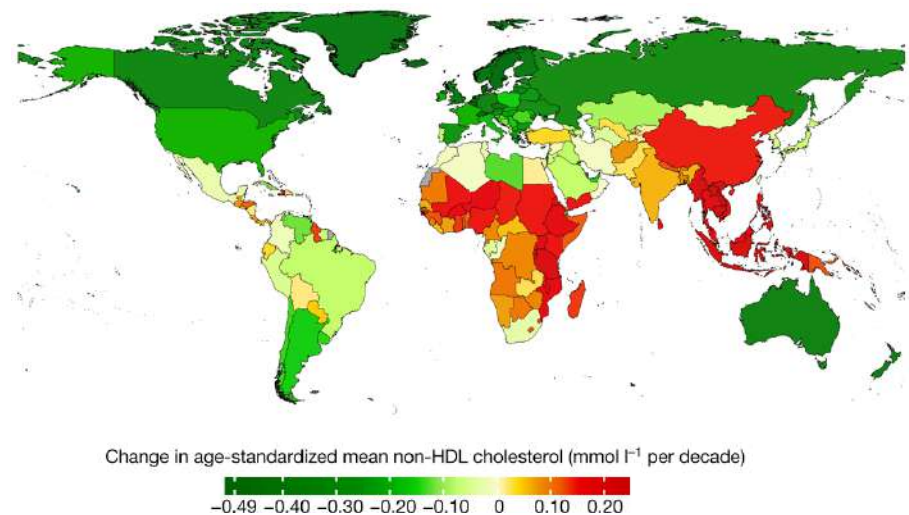 Change in age-standardized mean non-HDL cholesterol (mmol l⁻¹ per decade)
−0.49 −0.40 −0.30 −0.20 −0.10 0 0.10 0.20